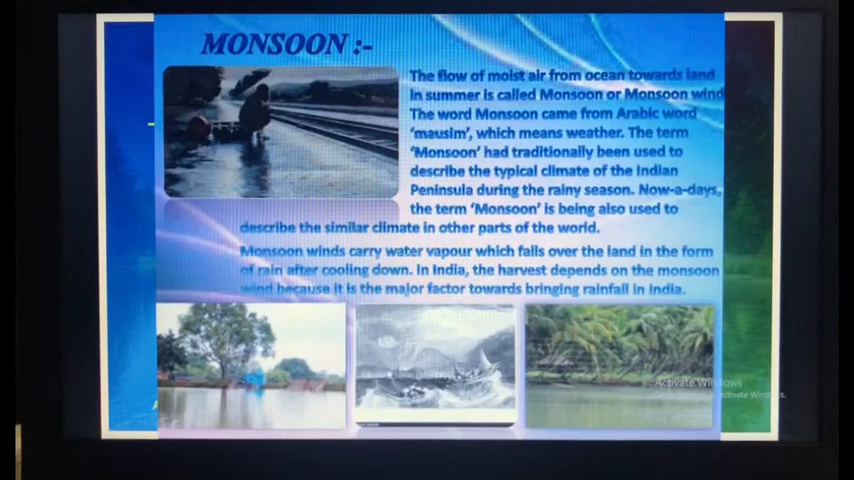 MONSOON :-
The flow of moist air from ocean towards land
in summer is called Monsoon or Monsoon wind
The word Monsoon came from Arabic word
‘mausim’, which means weather. The term
‘Monsoon’ had traditionally been used to
describe the typical climate of the Indian
Peninsula during the rainy season. Now-a-days,
the term ‘Monsoon’ is being also used to
describe the similar climate in other parts of the world.
Monsoon winds carry water vapour which falls over the land in the form
of rain after cooling down. In India, the harvest depends on the monsoon
wind because it is the major factor towards bringing rainfall in India.
Activate Windows